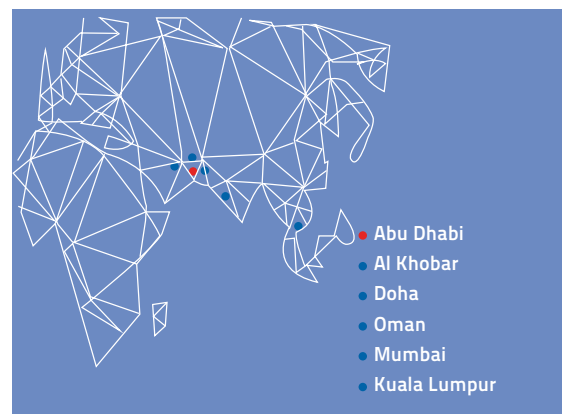 Abu Dhabi
Al Khobar
Doha
Oman
Mumbai
Kuala Lumpur